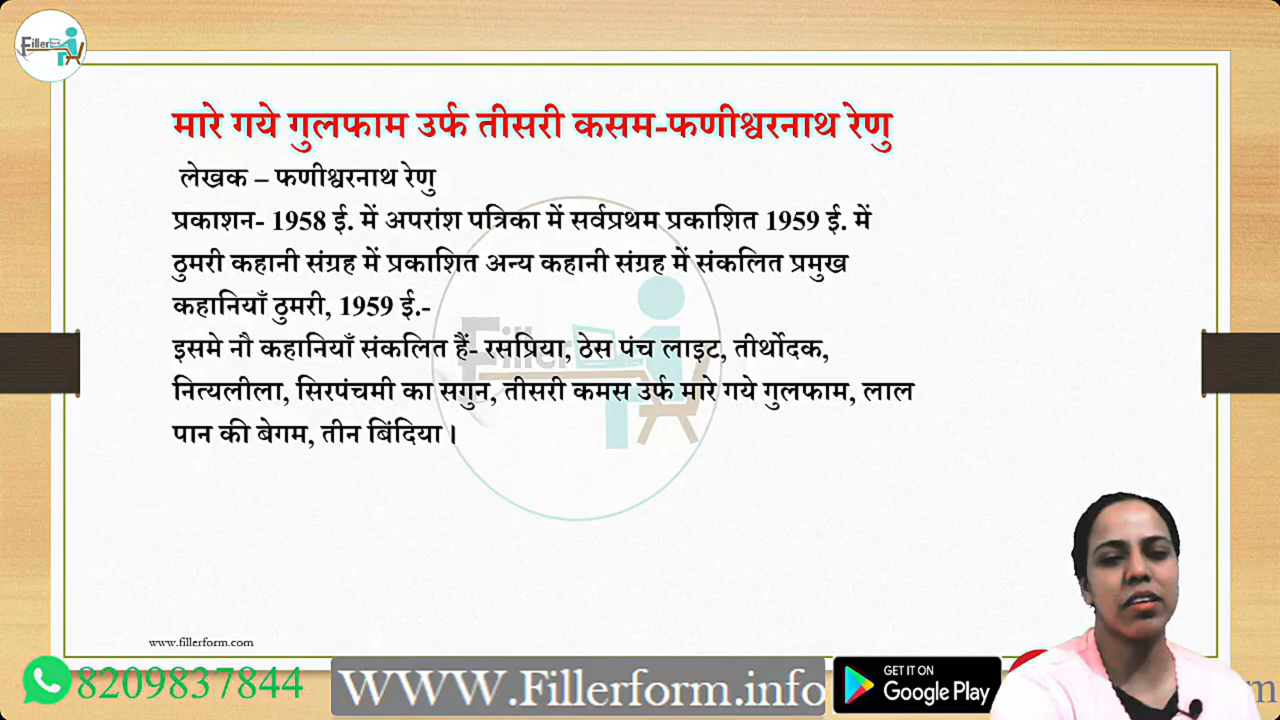 Filler
मारे गये गुलफाम उर्फ तीसरी कसम-फणीश्वरनाथ रेणु
लेखक – फणीश्वरनाथ रेणु
प्रकाशन- 1958 ई. में अपरांश पत्रिका में सर्वप्रथम प्रकाशित 1959 ई. में
ठुमरी कहानी संग्रह में प्रकाशित अन्य कहानी संग्रह में संकलित प्रमुख
कहानियाँ ठुमरी, 1959 ई.-
इसमे नौ कहानियाँ संकलित हैं- रसप्रिया, ठेस पंच लाइट, तीर्थोदक,
नित्यलीला, सिरपंचमी का सगुन, तीसरी कमस उर्फ मारे गये गुलफाम, लाल
पान की बेगम, तीन बिंदिया ।
Filler
www.fillerform.com
8209837844
WWW.Fillerform.info
GET IT ON
Google Play